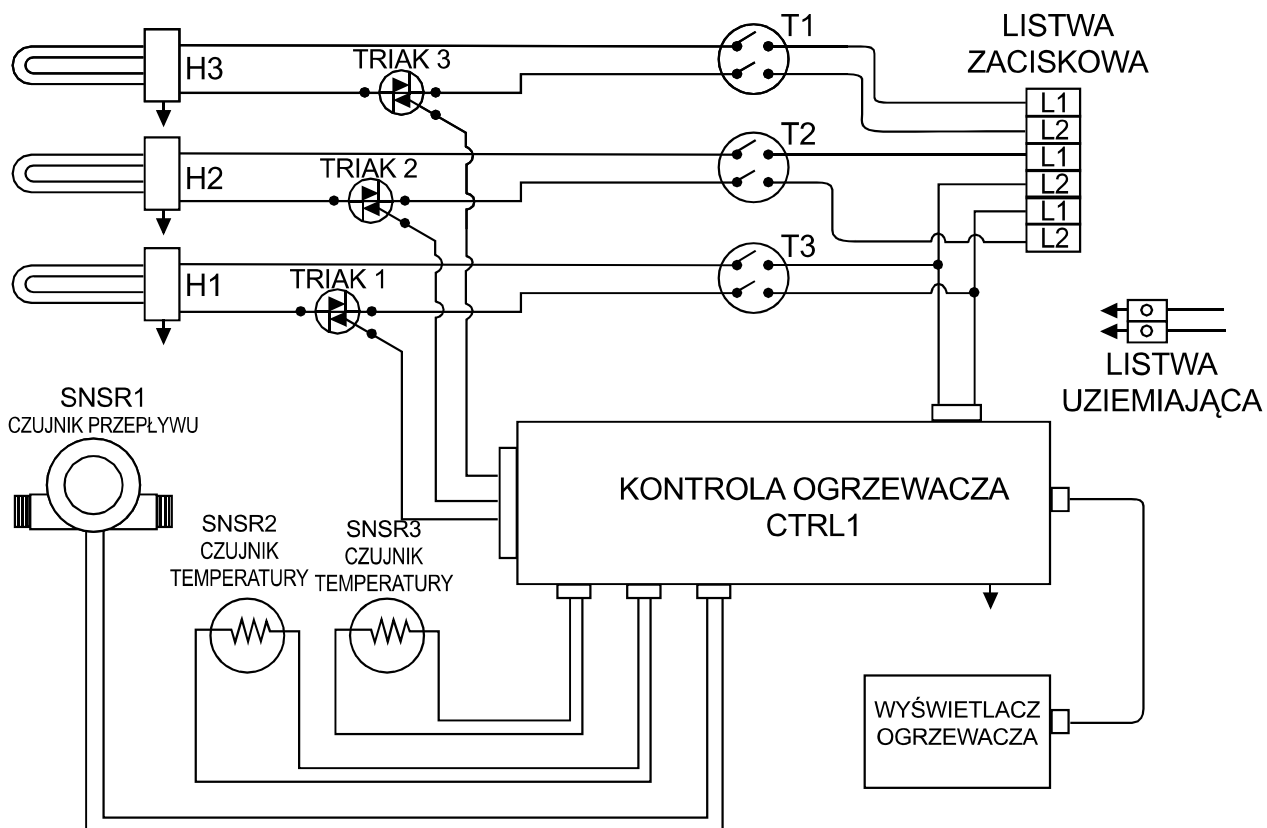 T1
LISTWA
ZACISKOWA
H3
TRIAK 3
L1
L2
T2
L1
H2
TRIAK 2
L2
L1
L2
T3
H1
TRIAK 1
LISTWA
UZIEMIAJĄCA
SNSR1
CZUJNIK PRZEPŁYWU
KONTROLA OGRZEWACZA
CTRL1
SNSR2
CZUJNIK
TEMPERATURY
SNSR3
CZUJNIK
TEMPERATURY
WYŚWIETLACZ
OGRZEWACZA